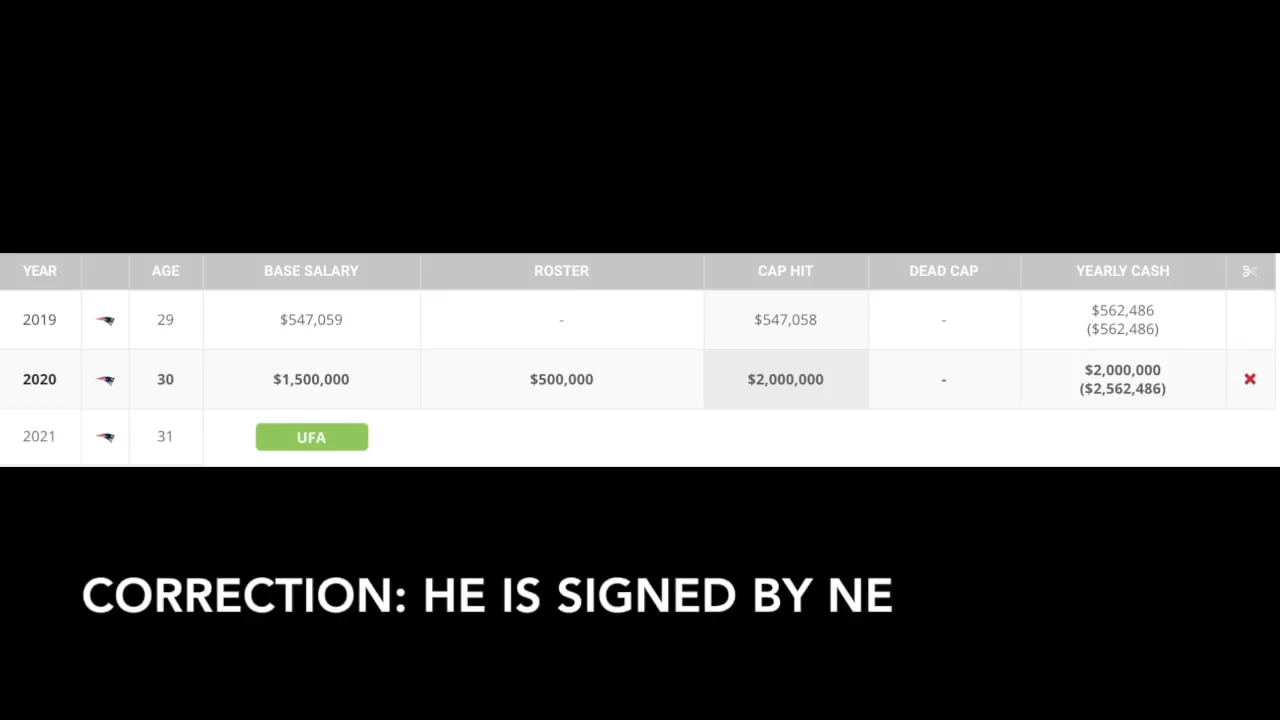 YEAR AGE BASE SALARY ROSTER CAP HIT DEAD CAP YEARLY CASH
2019 29 $547,059 - $547,058 - $562,486
($562,486)
2020 30 $1,500,000 $500,000 $2,000,000 - $2,000,000
($2,562,486)
2021 31 UFA
CORRECTION: HE IS SIGNED BY NE